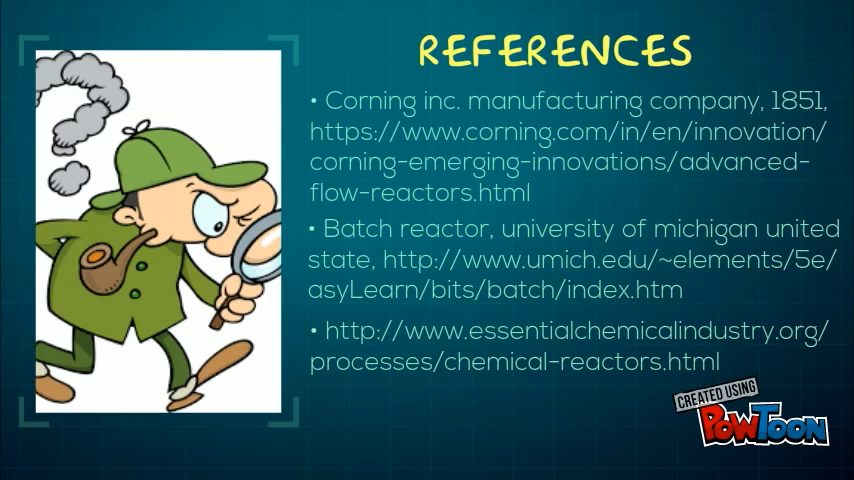 REFERENCES
• Corning inc. manufacturing company, 1851,
https://www.corning.com/in/en/innovation/
corning-emerging-innovations/advanced-
flow-reactors.html
• Batch reactor, university of michigan united
state, http://www.umich.edu/~elements/5e/
asyLearn/bits/batch/index.htm
• http://www.essentialchemicalindustry.org/
processes/chemical-reactors.html
CREATED USING
POWTOON